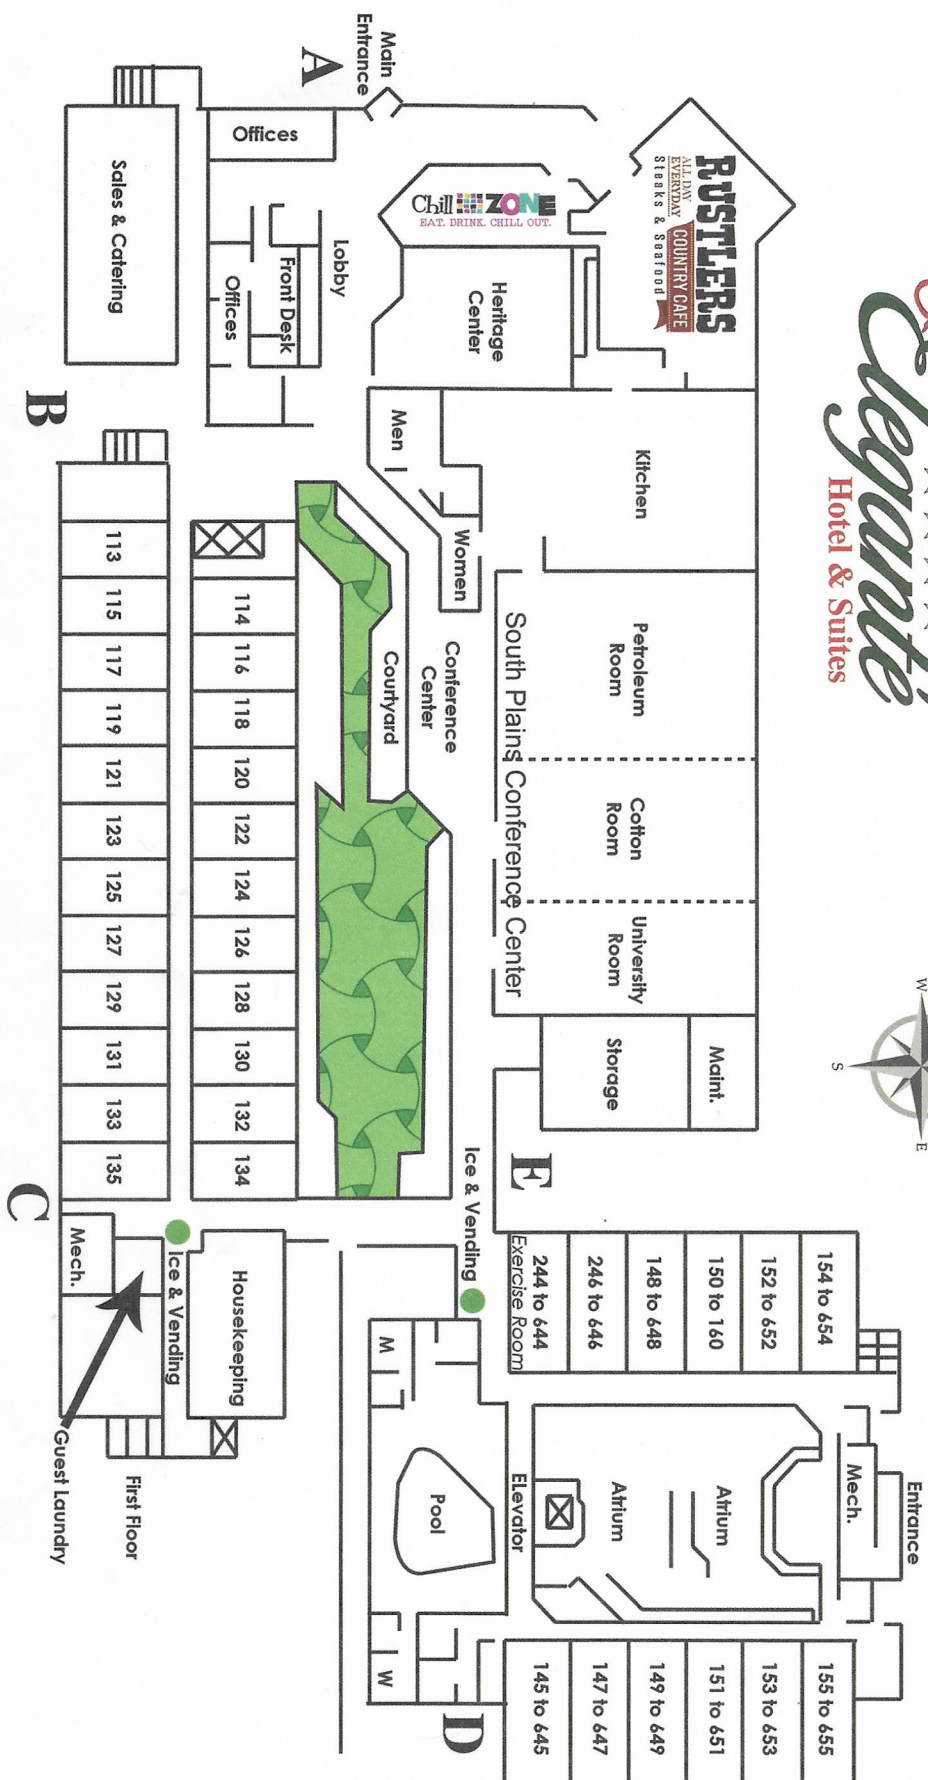 Eleganté
Hotel & Suites
W
S
E
RUSTLERS
ALL DAY
EVERYDAY
COUNTRY CAFE
Steaks & Seafood
Main
Entrance
A
Chill ZONE
EAT. DRINK. CHILL OUT.
Offices
Sales & Catering
Lobby
Front Desk
Offices
Heritage
Center
B
Men
Women
Kitchen
Petroleum
Room
Cotton
Room
University
Room
South Plains Conference Center
Conference
Center
Courtyard
Maint.
Storage
E
114
116
118
120
122
124
126
128
130
132
134
113
115
117
119
121
123
125
127
129
131
133
135
C
Ice & Vending
Ice & Vending
Mech.
Housekeeping
Guest Laundry
First Floor
154 to 654
152 to 652
150 to 160
148 to 648
246 to 646
244 to 644
Exercise Room
M
Pool
W
Elevator
Atrium
Atrium
Mech.
Entrance
155 to 655
153 to 653
151 to 651
149 to 649
147 to 647
145 to 645
D